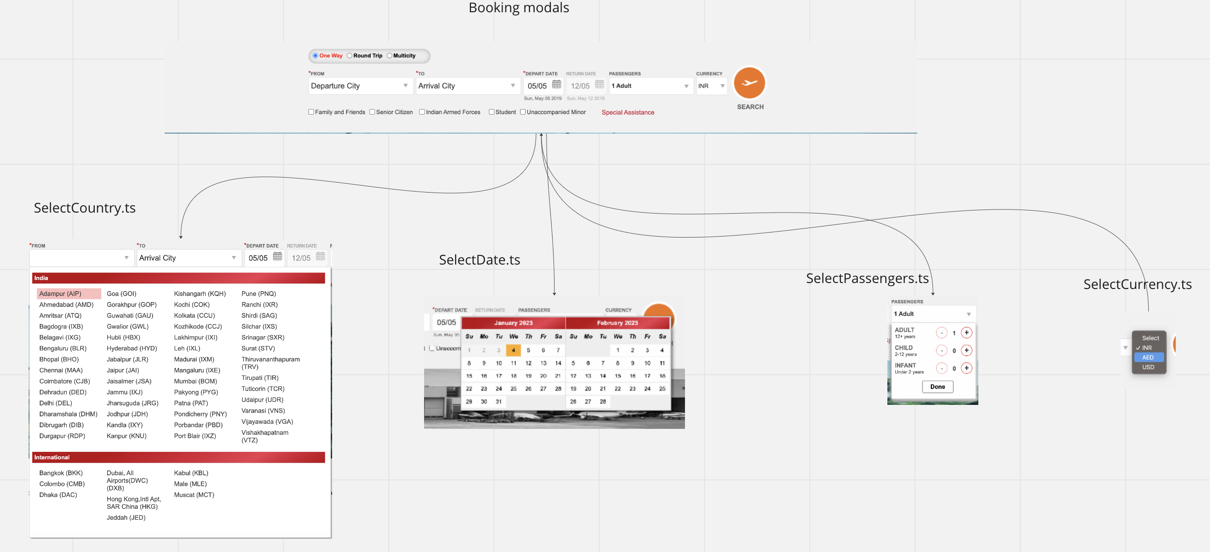 Booking modals
One Way Round Trip Multicity
*FROM *TO *DEPART DATE RETURN DATE PASSENGERS CURRENCY
Departure City Arrival City 05/05 12/05 1 Adult INR
Sun, May 05 2019 Sun, May 12 2019
SEARCH
Family and Friends Senior Citizen Indian Armed Forces Student Unaccompanied Minor Special Assistance
SelectCountry.ts
*FROM *TO *DEPART DATE RETURN DATE
Arrival City 05/05 12/05
India
Adampur (AIP) Goa (GOI) Kishangarh (KQH) Pune (PNQ)
Ahmedabad (AMD) Gorakhpur (GOP) Kochi (COK) Ranchi (IXR)
Amritsar (ATQ) Guwahati (GAU) Kolkata (CCU) Shirdi (SAG)
Bagdogra (IXB) Gwalior (GWL) Kozhikode (CCJ) Silchar (IXS)
Belagavi (IXG) Hubli (HBX) Lakhimpur (IXI) Srinagar (SXR)
Bengaluru (BLR) Hyderabad (HYD) Leh (IXL) Surat (STV)
Bhopal (BHO) Jabalpur (JLR) Madurai (IXM) Thiruvananthapuram
(TRV)
Chennai (MAA) Jaipur (JAI) Mangaluru (IXE)
Tirupati (TIR)
Coimbatore (CJB) Jaisalmer (JSA) Mumbai (BOM)
Tuticorin (TCR)
Dehradun (DED) Jammu (IXJ) Pakyong (PYG)
Udaipur (UDR)
Delhi (DEL) Jharsuguda (JRG) Patna (PAT)
Varanasi (VNS)
Dharamshala (DHM) Jodhpur (JDH) Pondicherry (PNY)
Vijayawada (VGA)
Dibrugarh (DIB) Kandla (IXY) Porbandar (PBD)
Vishakhapatnam
(VTZ)
Durgapur (RDP) Kanpur (KNU) Port Blair (IXZ)
International
Bangkok (BKK) Dubai, All
Airports(DWC)
(DXB)
Kabul (KBL)
Colombo (CMB) Male (MLE)
Dhaka (DAC) Muscat (MCT)
Hong Kong,Intl Apt,
SAR China (HKG)
Jeddah (JED)
SelectDate.ts
*DEPART DATE RETURN DATE PASSENGERS CURRENCY
05/05
January 2023 February 2023
Su Mo Tu We Th Fr Sa Su Mo Tu We Th Fr Sa
1 2 3 4 5 6 7 1 2 3 4
8 9 10 11 12 13 14 5 6 7 8 9 10 11
15 16 17 18 19 20 21 12 13 14 15 16 17 18
22 23 24 25 26 27 28 19 20 21 22 23 24 25
29 30 31 26 27 28
SelectPassengers.ts
PASSENGERS
1 Adult
ADULT - 1 +
12+ years
CHILD - 0 +
2-12 years
INFANT - 0 +
Under 2 years
Done
SelectCurrency.ts
Select
✓ INR
AED
USD